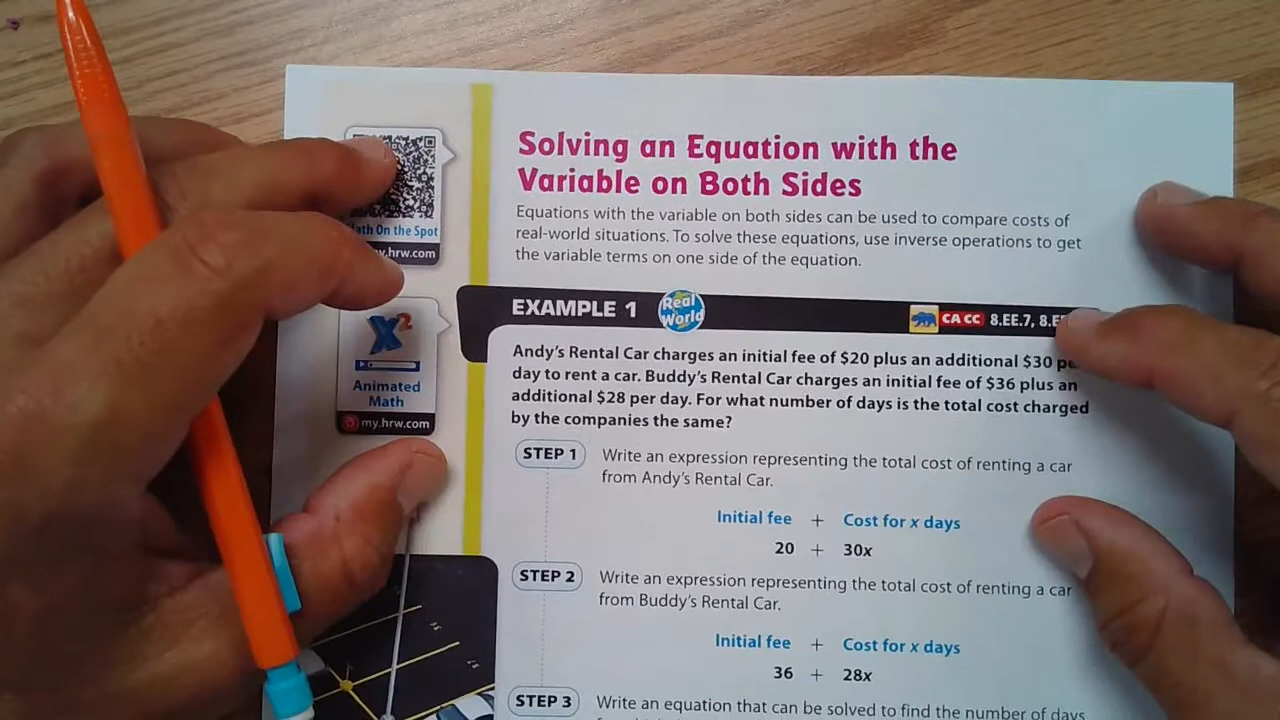 Solving an Equation with the
Variable on Both Sides
Equations with the variable on both sides can be used to compare costs of
real-world situations. To solve these equations, use inverse operations to get
the variable terms on one side of the equation.
Math On the Spot
my.hrw.com
X²
Animated
Math
my.hrw.com
EXAMPLE 1
Real
World
CA CC 8.EE.7,
Andy's Rental Car charges an initial fee of $20 plus an additional $30 per
day to rent a car. Buddy's Rental Car charges an initial fee of $36 plus an
additional $28 per day. For what number of days is the total cost charged
by the companies the same?
STEP 1 Write an expression representing the total cost of renting a car
from Andy's Rental Car.
Initial fee + Cost for x days
20 + 30x
STEP 2 Write an expression representing the total cost of renting a car
from Buddy's Rental Car.
Initial fee + Cost for x days
36 + 28x
STEP 3 Write an equation that can be solved to find the number of days